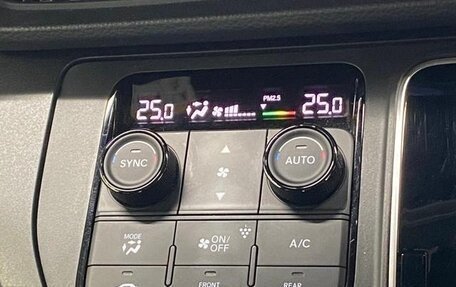 PM2.5
25.0 25.0
SYNC AUTO
MODE ON/OFF A/C
FRONT REAR